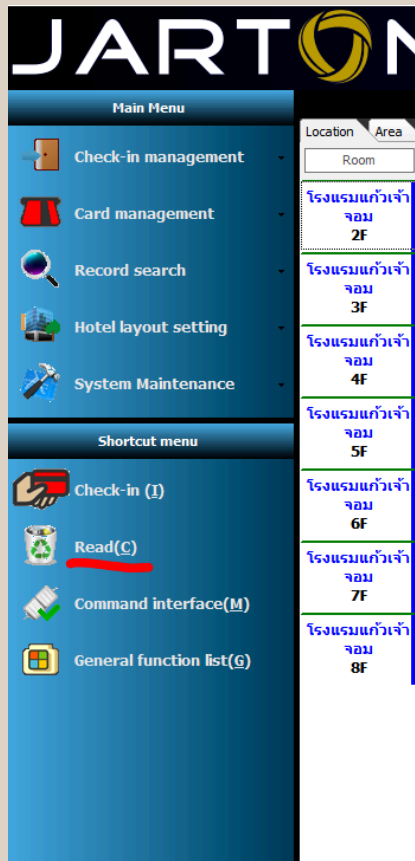 JARTON
Main Menu
Check-in management
Card management
Record search
Hotel layout setting
System Maintenance
Shortcut menu
Check-in (I)
Read(C)
Command interface(M)
General function list(G)
Location Area
Room
โรงแรมแก้วเจ้า
จอม
2F
โรงแรมแก้วเจ้า
จอม
3F
โรงแรมแก้วเจ้า
จอม
4F
โรงแรมแก้วเจ้า
จอม
5F
โรงแรมแก้วเจ้า
จอม
6F
โรงแรมแก้วเจ้า
จอม
7F
โรงแรมแก้วเจ้า
จอม
8F